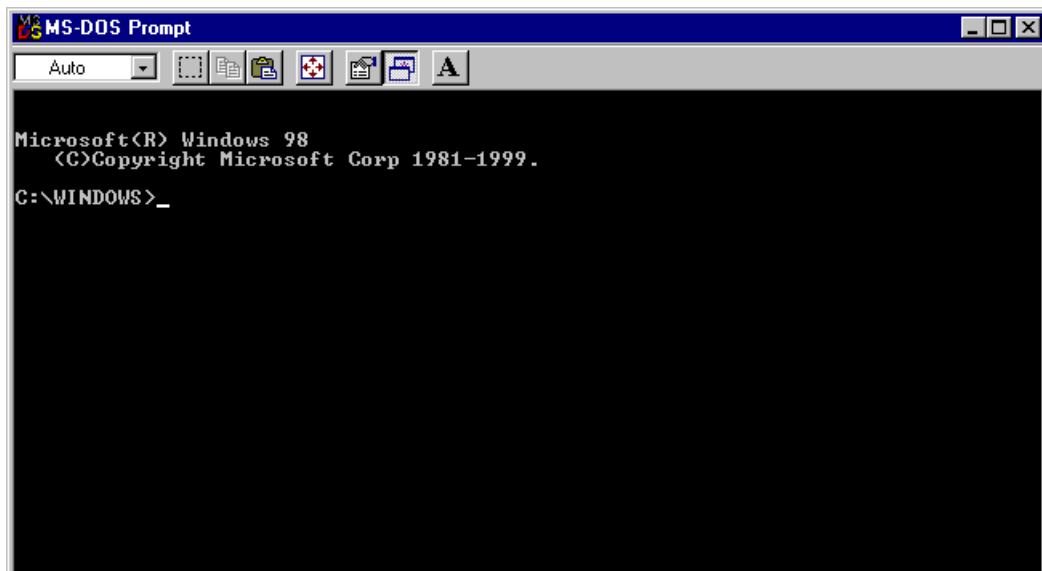 MS-DOS Prompt
Auto
A
Microsoft(R) Windows 98
(C)Copyright Microsoft Corp 1981-1999.
C:\WINDOWS>_